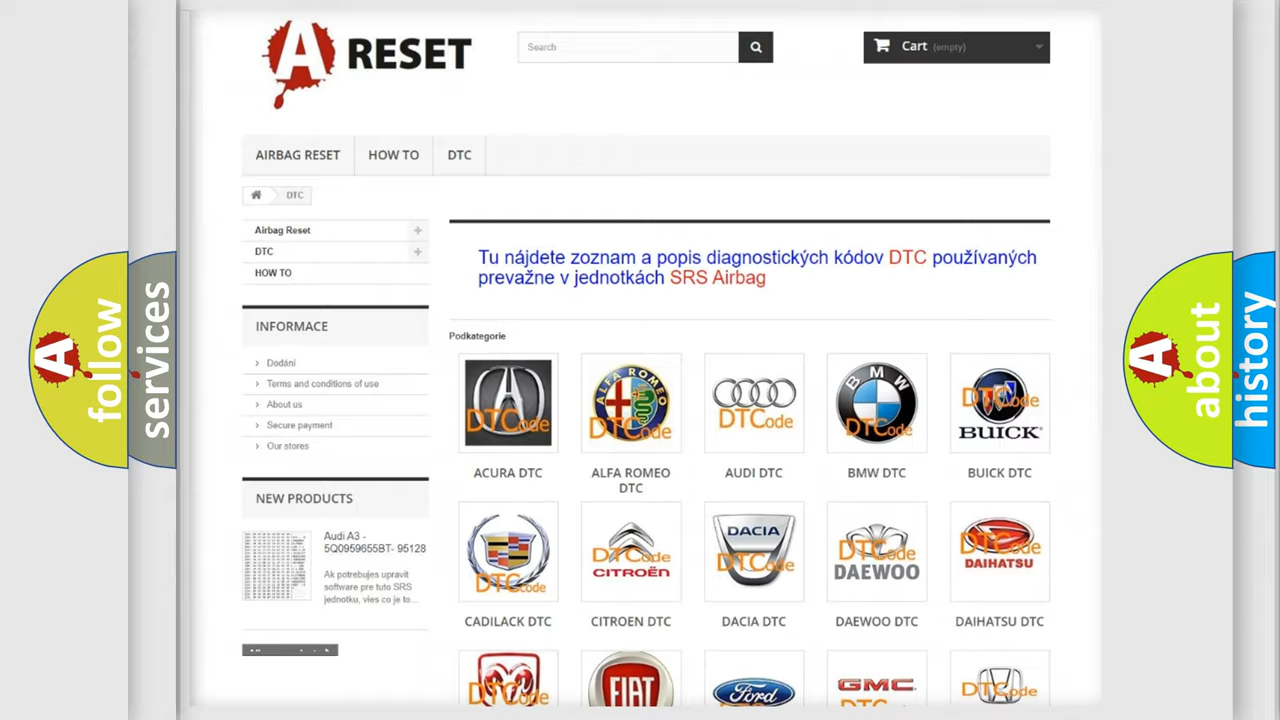 A RESET
Search
Cart (empty)
AIRBAG RESET
HOW TO
DTC
DTC
Airbag Reset
DTC
HOW TO
INFORMACE
Dodání
Terms and conditions of use
About us
Secure payment
Our stores
NEW PRODUCTS
Audi A3 -
5Q0959655BT- 95128
Ak potrebujes upravit
software pre tuto SRS
jednotku, vies co je to...
Tu nájdete zoznam a popis diagnostických kódov DTC používaných
prevažne v jednotkách SRS Airbag
Podkategorie
DTCode
ALFA ROMEO
DTCode
DTCode
BMW
DTCode
DTCode
BUICK
ACURA DTC
ALFA ROMEO
DTC
AUDI DTC
BMW DTC
BUICK DTC
DTCode
DTCode
CITROËN
DACIA
DTCode
DTCode
DAEWOO
DTCode
DAIHATSU
CADILACK DTC
CITROEN DTC
DACIA DTC
DAEWOO DTC
DAIHATSU DTC
DTCode
FIAT
Ford
GMC
DTCode
A follow
services
A about
history